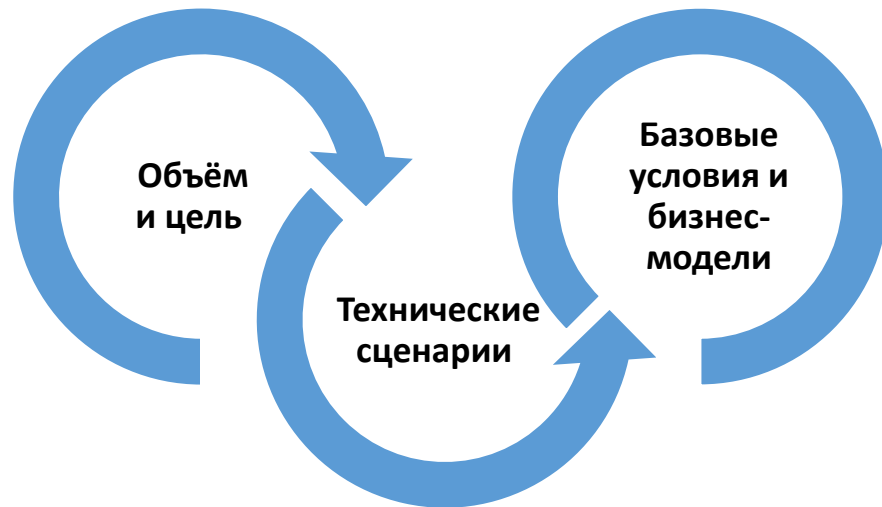 Объём
и цель
Технические
сценарии
Базовые
условия и
бизнес-
модели